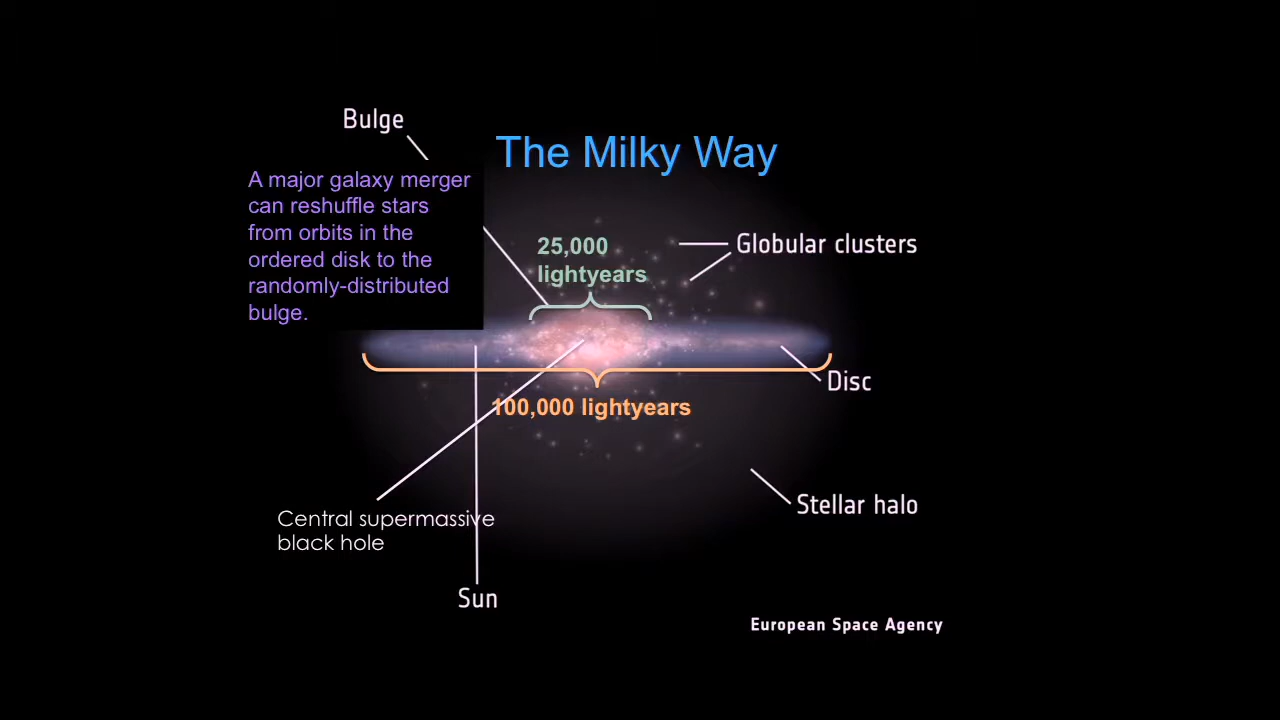 Bulge
The Milky Way
A major galaxy merger
can reshuffle stars
from orbits in the
ordered disk to the
randomly-distributed
bulge.
25,000
lightyears
Globular clusters
Disc
100,000 lightyears
Stellar halo
Central supermassive
black hole
Sun
European Space Agency